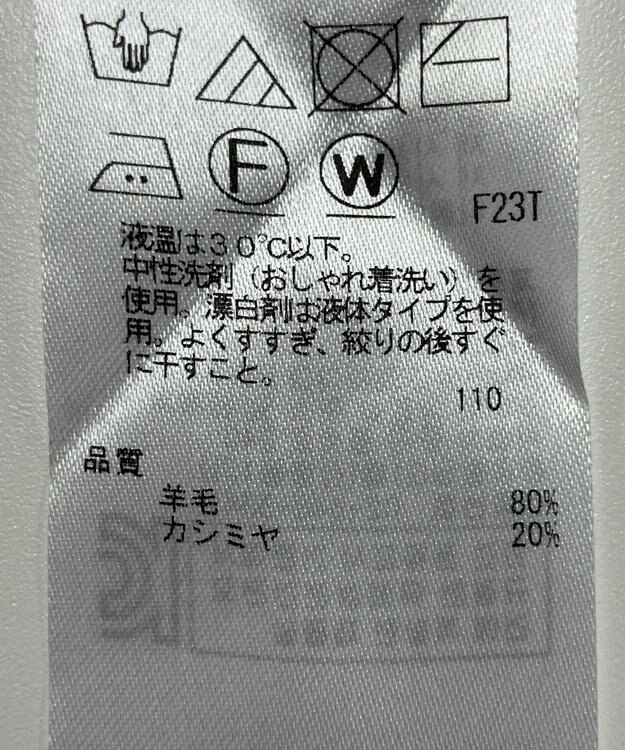 F W
F23T
液温は30℃以下。
中性洗剤（おしゃれ着洗い）を
使用。漂白剤は液体タイプを使
用。よくすすぎ、絞りの後すぐ
に干すこと。
110
品質
羊毛 80%
カシミヤ 20%